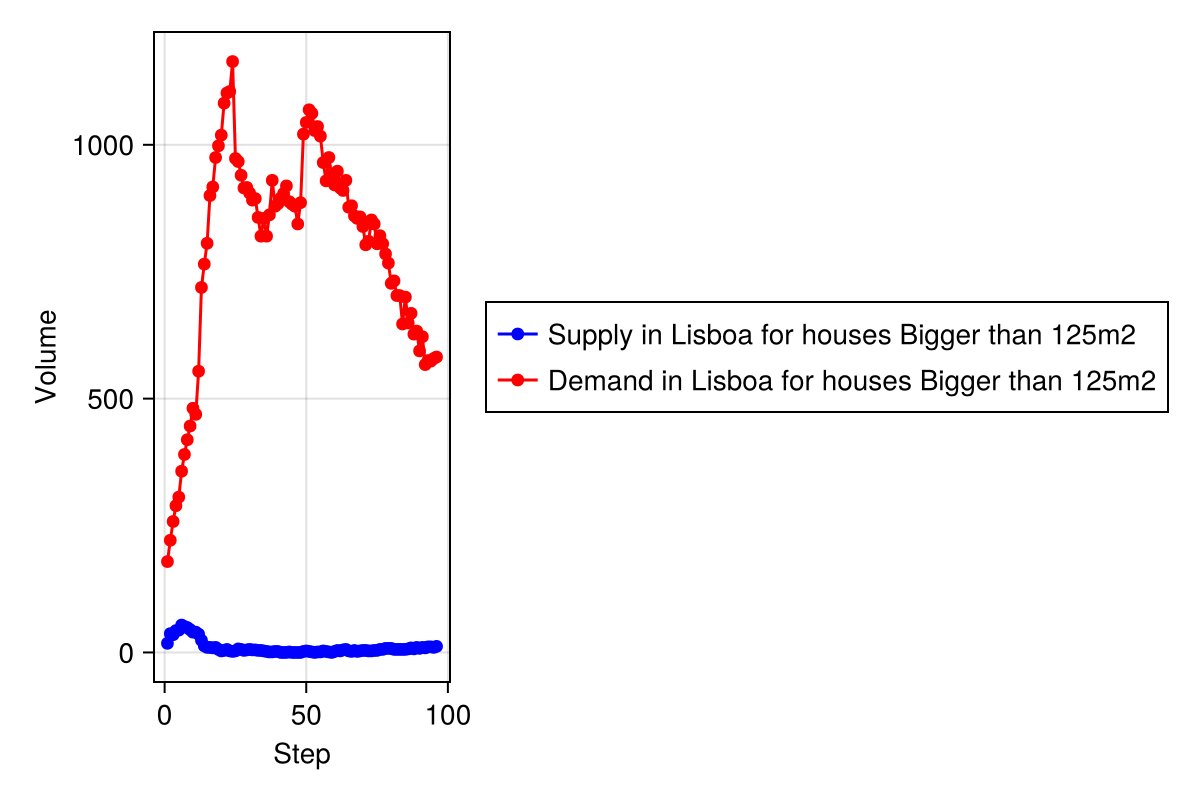 Volume
1000
500
0
0 50 100
Step
Supply in Lisboa for houses Bigger than 125m2
Demand in Lisboa for houses Bigger than 125m2